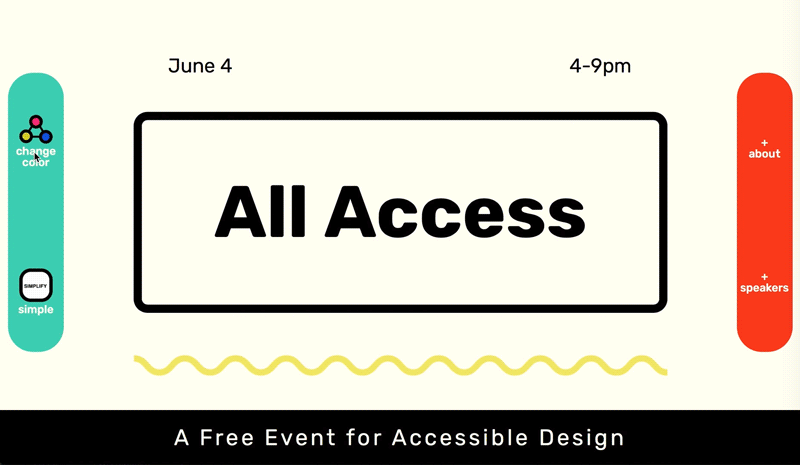 June 4
4-9pm
change
color
All Access
+
about
SIMPLIFY
simple
+
speakers
A Free Event for Accessible Design